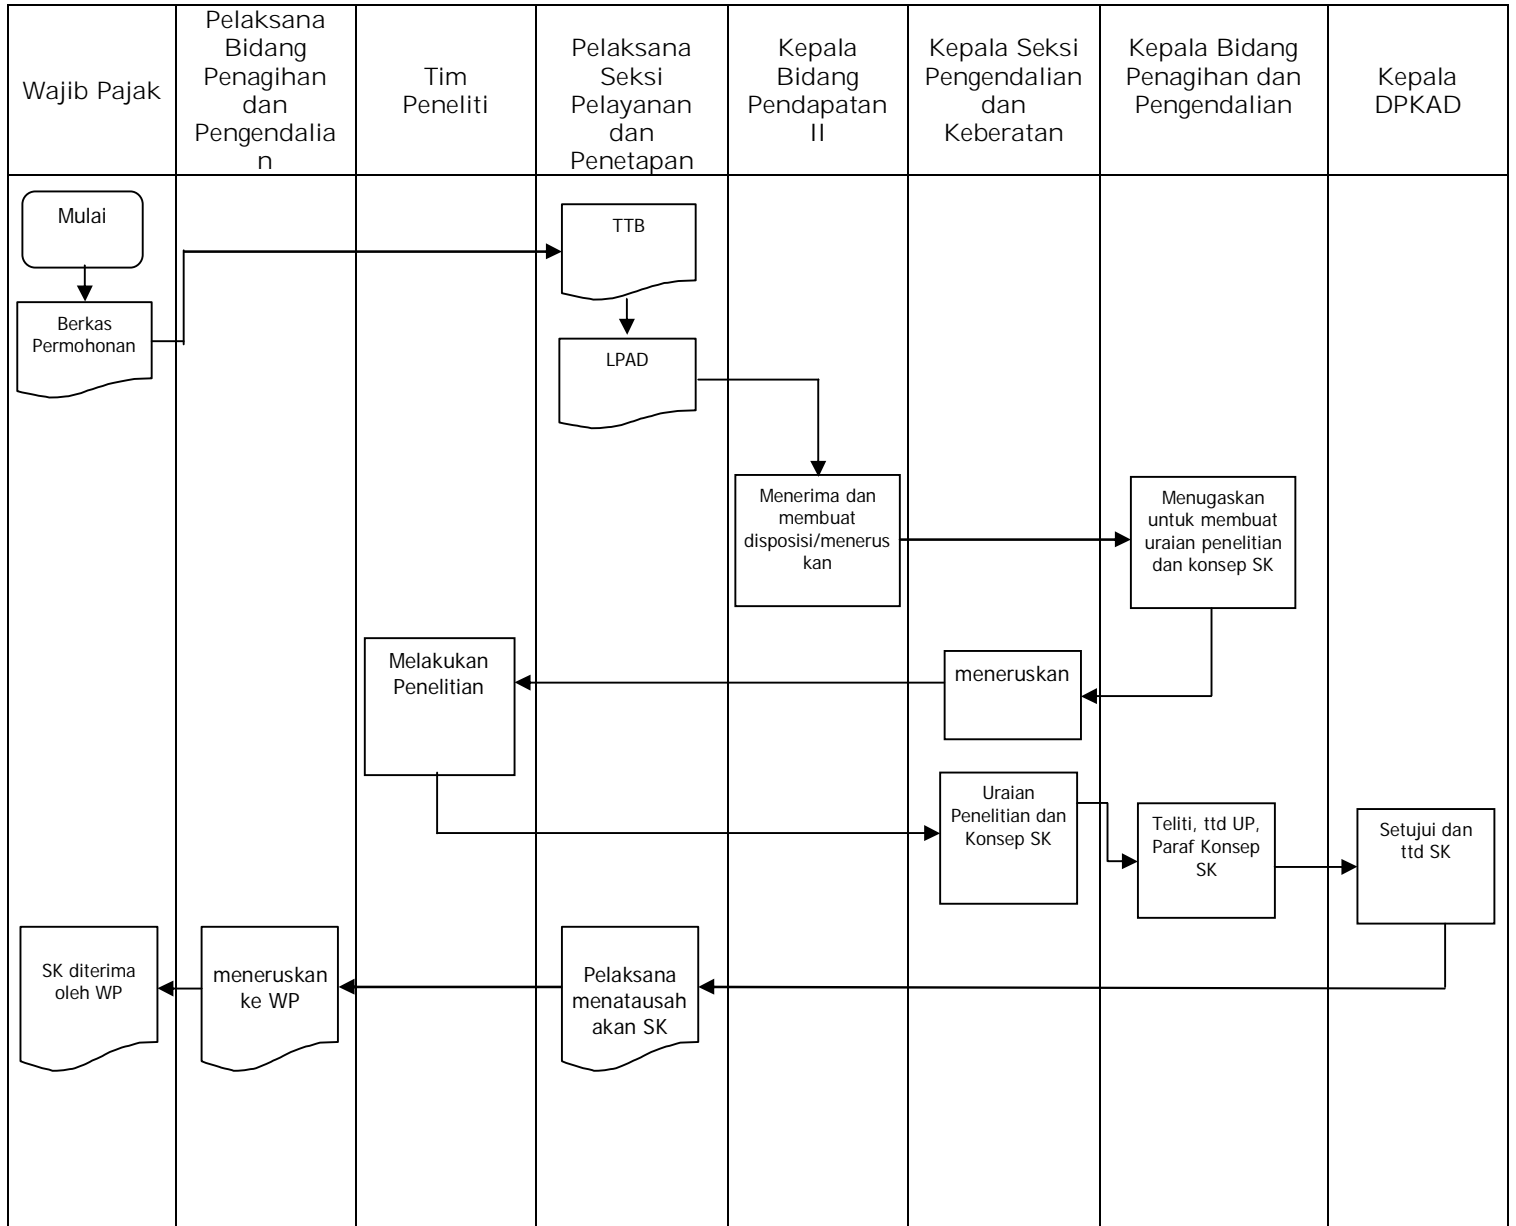 Wajib Pajak
Pelaksana
Bidang
Penagihan
dan
Pengendalia
n
Tim
Peneliti
Pelaksana
Seksi
Pelayanan
dan
Penetapan
Kepala
Bidang
Pendapatan
II
Kepala Seksi
Pengendalian
dan
Keberatan
Kepala Bidang
Penagihan dan
Pengendalian
Kepala
DPKAD
Mulai
TTB
Berkas
Permohonan
LPAD
Menerima dan
membuat
disposisi/menerus
kan
Menugaskan
untuk membuat
uraian penelitian
dan konsep SK
Melakukan
Penelitian
meneruskan
Uraian
Penelitian dan
Konsep SK
Teliti, ttd UP,
Paraf Konsep
SK
Setujui dan
ttd SK
SK diterima
oleh WP
meneruskan
ke WP
Pelaksana
menatausah
akan SK